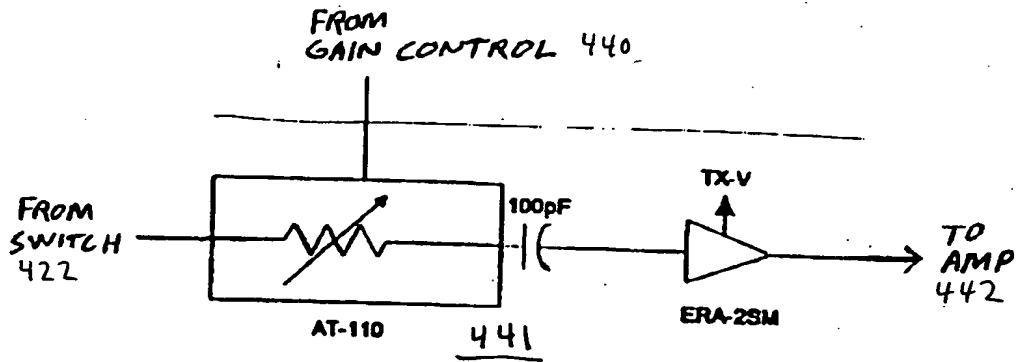 FROM
GAIN CONTROL 440
FROM
SWITCH
422
100pF
TX-V
TO
AMP
442
AT-110
441
ERA-2SM